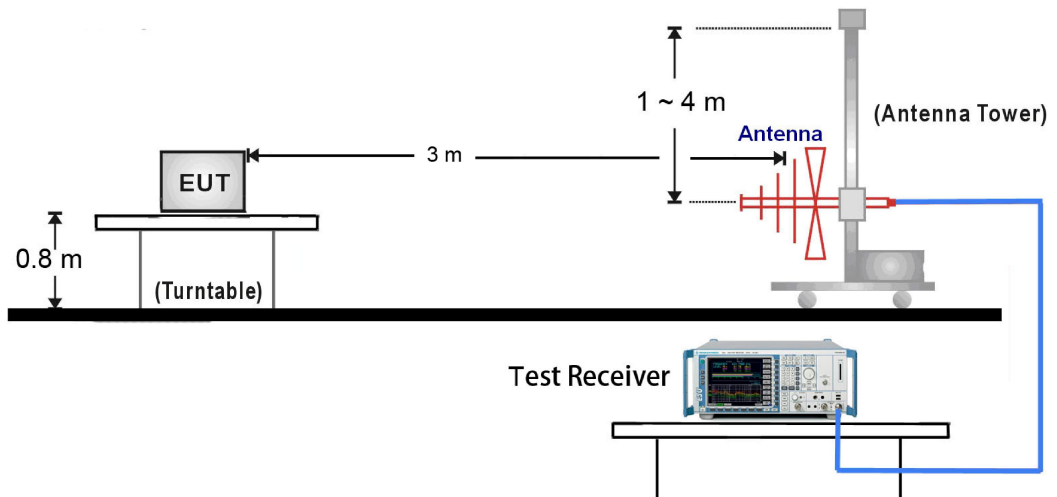 1 ~ 4 m
(Antenna Tower)
Antenna
3 m
EUT
0.8 m
(Turntable)
Test Receiver